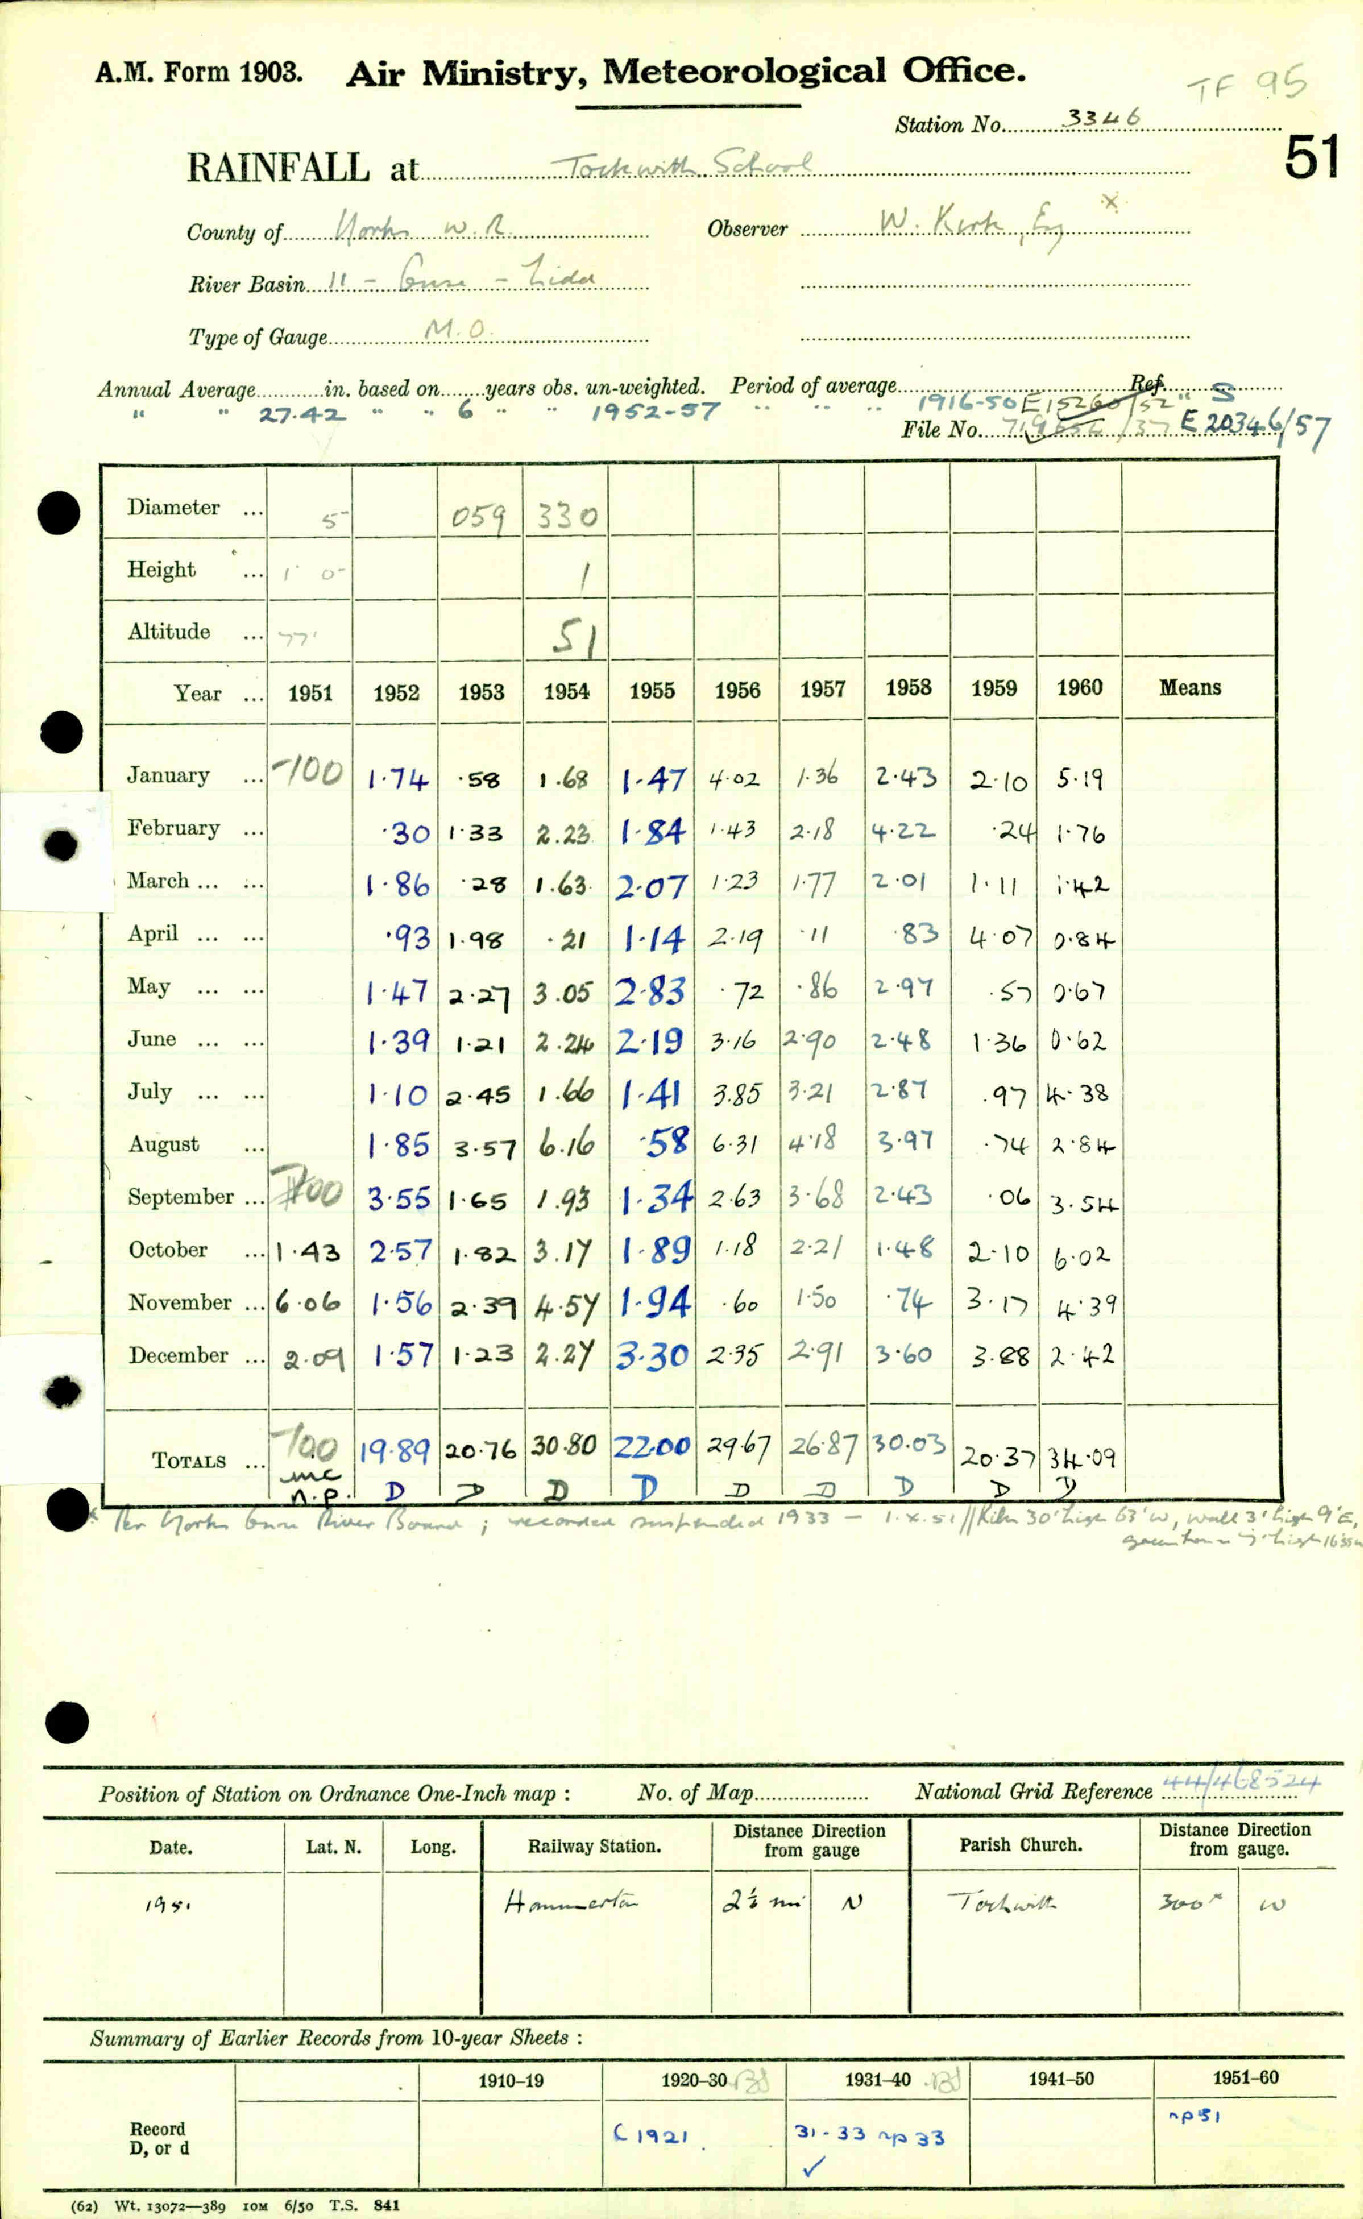 A.M. Form 1903. Air Ministry, Meteorological Office. TF 95
Station No. 3346
51
RAINFALL at Tockwith School
County of Yorks W.R. Observer W. Kirk, Esq x
River Basin 11 - Ouse - Nidd
Type of Gauge M.O.
Annual Average in. based on years obs. un-weighted. Period of average Ref.
" " 27.42 " " 6 " " 1952-57 " " " 1916-50 E15260/52 " S
File No. /37 E 20346/57
Diameter ... 5 059 330
Height ... 1' 0" 1
Altitude ... 77' 51
Year ... 1951 1952 1953 1954 1955 1956 1957 1958 1959 1960 Means
January ... -100 1.74 .58 1.68 1.47 4.02 1.36 2.43 2.10 5.19
February ... .30 1.33 2.23 1.84 1.43 2.18 4.22 .24 1.76
March ... ... 1.86 .28 1.63 2.07 1.23 1.77 2.01 1.11 1.42
April ... ... .93 1.98 .21 1.14 2.19 .11 .83 4.07 0.84
May ... ... 1.47 2.27 3.05 2.83 .72 .86 2.97 .57 0.67
June ... ... 1.39 1.21 2.24 2.19 3.16 2.90 2.48 1.36 0.62
July ... ... 1.10 2.45 1.66 1.41 3.85 3.21 2.87 .97 4.38
August ... 1.85 3.57 6.16 .58 6.31 4.18 3.97 .74 2.84
September ... -100 3.55 1.65 1.93 1.34 2.63 3.68 2.43 .06 3.54
October ... 1.43 2.57 1.82 3.17 1.89 1.18 2.21 1.48 2.10 6.02
November ... 6.06 1.56 2.39 4.57 1.94 .60 1.50 .74 3.17 4.39
December ... 2.09 1.57 1.23 2.27 3.30 2.35 2.91 3.60 3.88 2.42
TOTALS ... -100 19.89 20.76 30.80 22.00 29.67 26.87 30.03 20.37 34.09
inc
n.p. D D D D D D D D D
x Per Yorks Ouse River Board ; recorded suspended 1933 - 1.X.51 // Kiln 30' high 63' W, wall 3' high 9' E,
high
Position of Station on Ordnance One-Inch map : No. of Map National Grid Reference 44/468524
Date. Lat. N. Long. Railway Station. Distance from Direction gauge Parish Church. Distance from Direction gauge.
1951 Hammerton 2½ mi N Tockwith 300x W
Summary of Earlier Records from 10-year Sheets :
1910-19 1920-30 1931-40 1941-50 1951-60
Record D, or d C 1921. 31-33 np 33 ✓ np51
(62) Wt. 13072—389 10M 6/50 T.S. 841